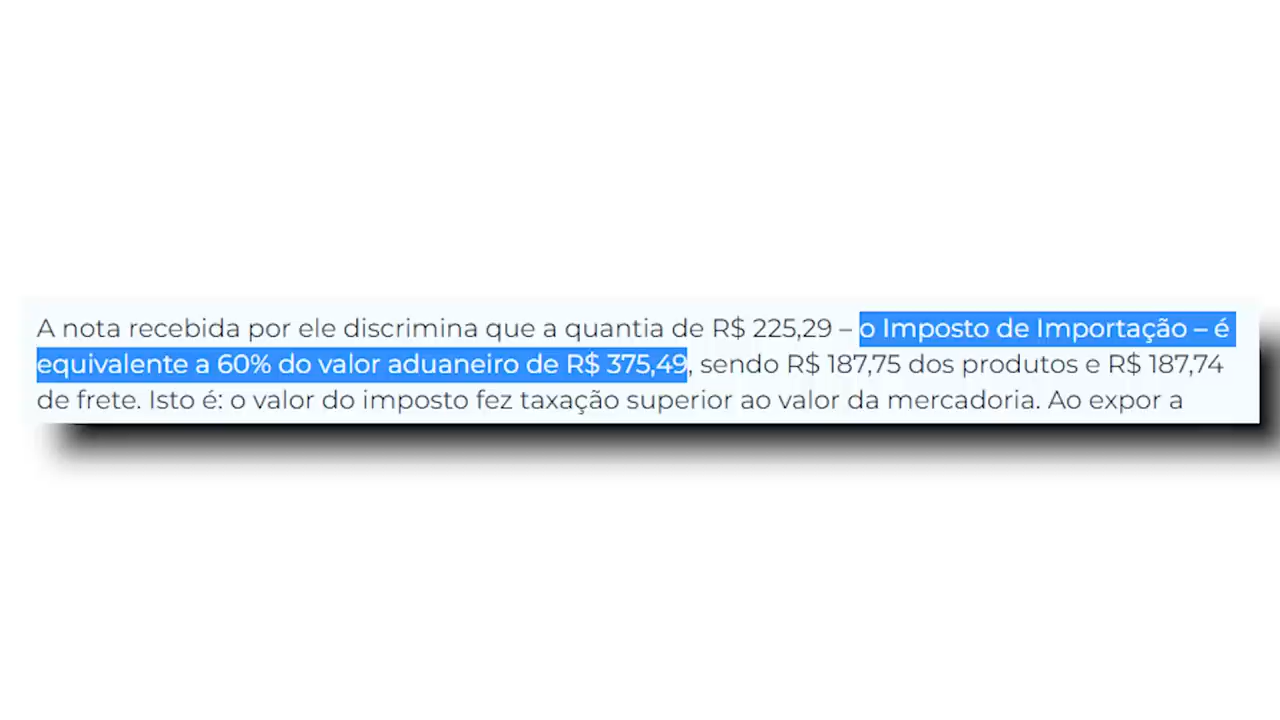 A nota recebida por ele discrimina que a quantia de R$ 225,29 – o Imposto de Importação – é
equivalente a 60% do valor aduaneiro de R$ 375,49, sendo R$ 187,75 dos produtos e R$ 187,74
de frete. Isto é: o valor do imposto fez taxação superior ao valor da mercadoria. Ao expor a